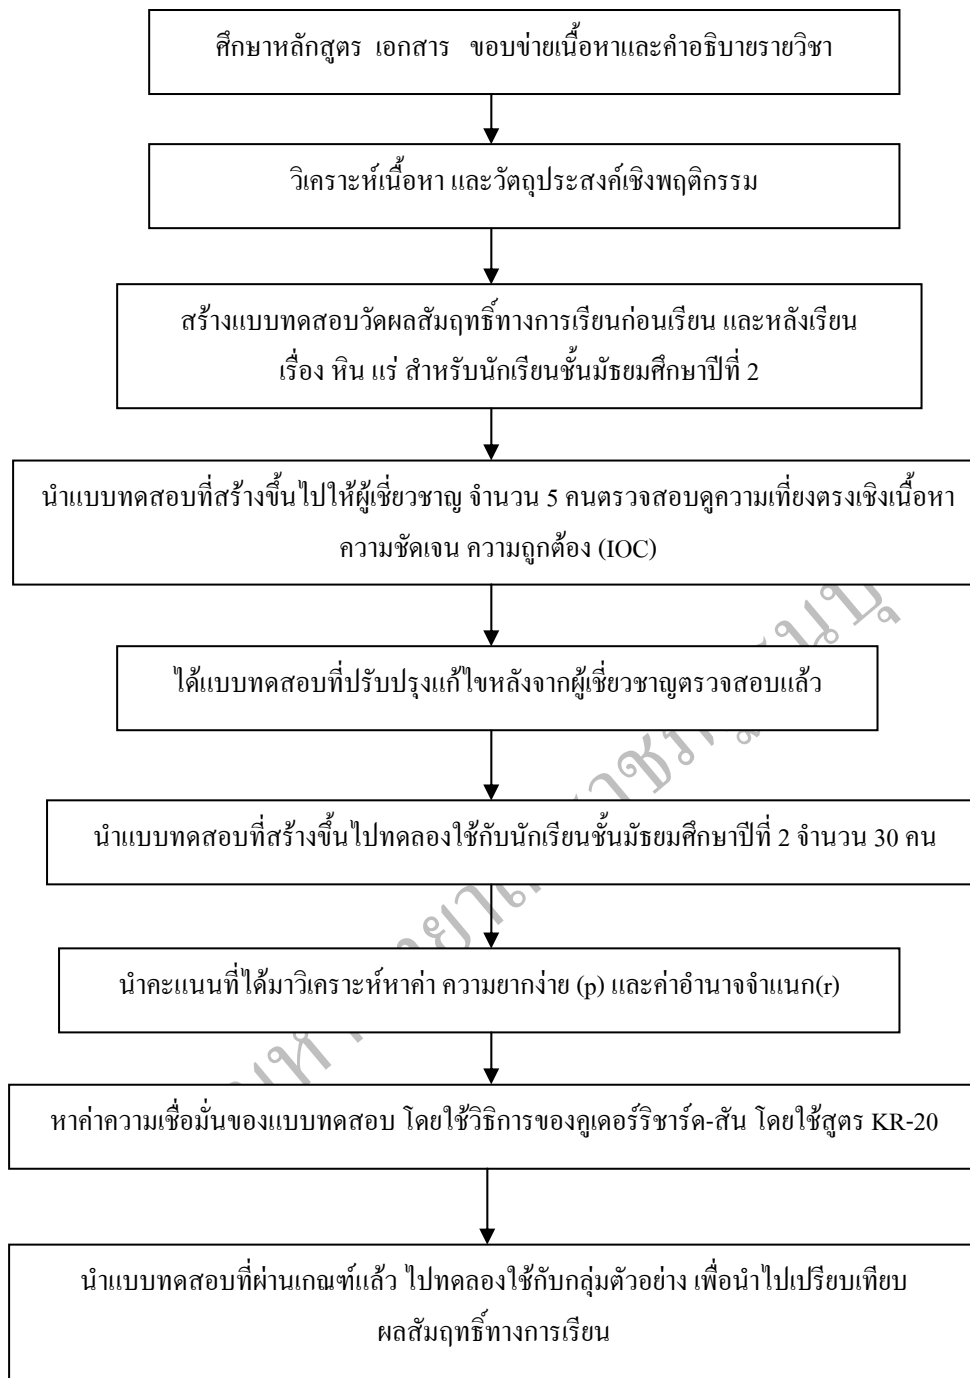 ศึกษาหลักสูตร เอกสาร ขอบข่ายเนื้อหาและคำอธิบายรายวิชา
วิเคราะห์เนื้อหา และวัตถุประสงค์เชิงพฤติกรรม
สร้างแบบทดสอบวัดผลสัมฤทธิ์ทางการเรียนก่อนเรียน และหลังเรียน
เรื่อง หิน แร่ สำหรับนักเรียนชั้นมัธยมศึกษาปีที่ 2
นำแบบทดสอบที่สร้างขึ้นไปให้ผู้เชี่ยวชาญ จำนวน 5 คนตรวจสอบดูความเที่ยงตรงเชิงเนื้อหา
ความชัดเจน ความถูกต้อง (IOC)
ได้แบบทดสอบที่ปรับปรุงแก้ไขหลังจากผู้เชี่ยวชาญตรวจสอบแล้ว
นำแบบทดสอบที่สร้างขึ้นไปทดลองใช้กับนักเรียนชั้นมัธยมศึกษาปีที่ 2 จำนวน 30 คน
นำคะแนนที่ได้มาวิเคราะห์หาค่า ความยากง่าย (p) และค่าอำนาจจำแนก(r)
หาค่าความเชื่อมั่นของแบบทดสอบ โดยใช้วิธิการของคูเดอร์ริชาร์ด-สัน โดยใช้สูตร KR-20
นำแบบทดสอบที่ผ่านเกณฑ์แล้ว ไปทดลองใช้กับกลุ่มตัวอย่าง เพื่อนำไปเปรียบเทียบ
ผลสัมฤทธิ์ทางการเรียน